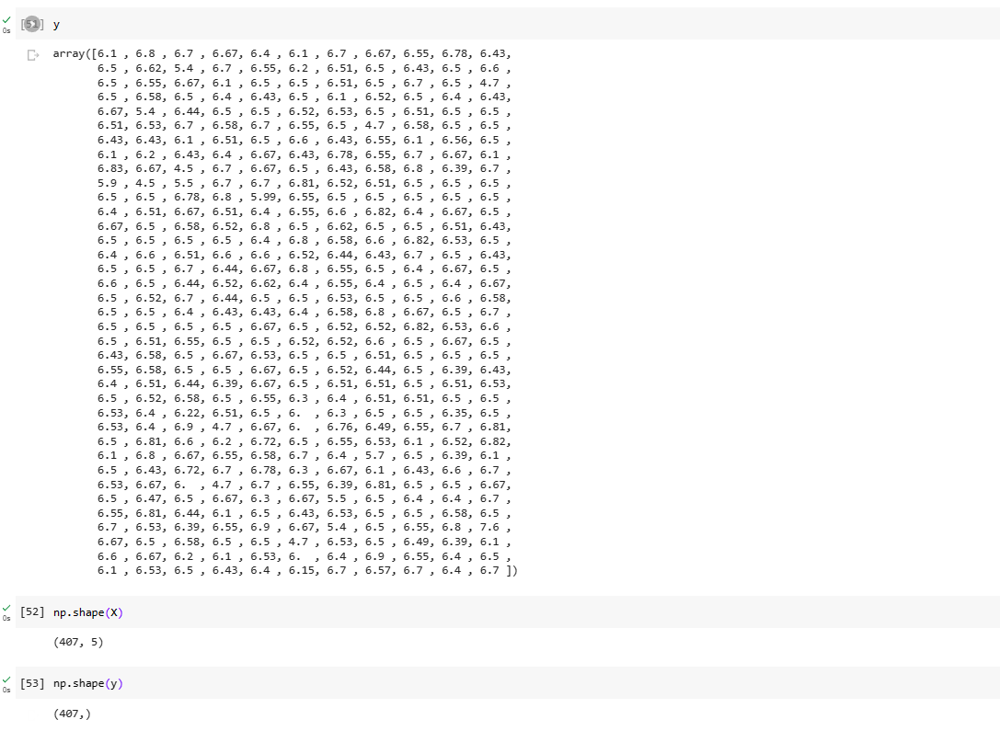 [51] y
0s
array([6.1 , 6.8 , 6.7 , 6.67, 6.4 , 6.1 , 6.7 , 6.67, 6.55, 6.78, 6.43,
6.5 , 6.62, 5.4 , 6.7 , 6.55, 6.2 , 6.51, 6.5 , 6.43, 6.5 , 6.6 ,
6.5 , 6.55, 6.67, 6.1 , 6.5 , 6.5 , 6.51, 6.5 , 6.7 , 6.5 , 4.7 ,
6.5 , 6.58, 6.5 , 6.4 , 6.43, 6.5 , 6.1 , 6.52, 6.5 , 6.4 , 6.43,
6.67, 5.4 , 6.44, 6.5 , 6.5 , 6.52, 6.53, 6.5 , 6.51, 6.5 , 6.5 ,
6.51, 6.53, 6.7 , 6.58, 6.7 , 6.55, 6.5 , 4.7 , 6.58, 6.5 , 6.5 ,
6.43, 6.43, 6.1 , 6.51, 6.5 , 6.6 , 6.43, 6.55, 6.1 , 6.56, 6.5 ,
6.1 , 6.2 , 6.43, 6.4 , 6.67, 6.43, 6.78, 6.55, 6.7 , 6.67, 6.1 ,
6.83, 6.67, 4.5 , 6.7 , 6.67, 6.5 , 6.43, 6.58, 6.8 , 6.39, 6.7 ,
5.9 , 4.5 , 5.5 , 6.7 , 6.7 , 6.81, 6.52, 6.51, 6.5 , 6.5 , 6.5 ,
6.5 , 6.5 , 6.78, 6.8 , 5.99, 6.55, 6.5 , 6.5 , 6.5 , 6.5 , 6.5 ,
6.4 , 6.51, 6.67, 6.51, 6.4 , 6.55, 6.6 , 6.82, 6.4 , 6.67, 6.5 ,
6.67, 6.5 , 6.58, 6.52, 6.8 , 6.5 , 6.62, 6.5 , 6.5 , 6.51, 6.43,
6.5 , 6.5 , 6.5 , 6.5 , 6.4 , 6.8 , 6.58, 6.6 , 6.82, 6.53, 6.5 ,
6.4 , 6.6 , 6.51, 6.6 , 6.6 , 6.52, 6.44, 6.43, 6.7 , 6.5 , 6.43,
6.5 , 6.5 , 6.7 , 6.44, 6.67, 6.8 , 6.55, 6.5 , 6.4 , 6.67, 6.5 ,
6.6 , 6.5 , 6.44, 6.52, 6.62, 6.4 , 6.55, 6.4 , 6.5 , 6.4 , 6.67,
6.5 , 6.52, 6.7 , 6.44, 6.5 , 6.5 , 6.53, 6.5 , 6.5 , 6.6 , 6.58,
6.5 , 6.5 , 6.4 , 6.43, 6.43, 6.4 , 6.58, 6.8 , 6.67, 6.5 , 6.7 ,
6.5 , 6.5 , 6.5 , 6.5 , 6.67, 6.5 , 6.52, 6.52, 6.82, 6.53, 6.6 ,
6.5 , 6.51, 6.55, 6.5 , 6.5 , 6.52, 6.52, 6.6 , 6.5 , 6.67, 6.5 ,
6.43, 6.58, 6.5 , 6.67, 6.53, 6.5 , 6.5 , 6.51, 6.5 , 6.5 , 6.5 ,
6.55, 6.58, 6.5 , 6.5 , 6.67, 6.5 , 6.52, 6.44, 6.5 , 6.39, 6.43,
6.4 , 6.51, 6.44, 6.39, 6.67, 6.5 , 6.51, 6.51, 6.5 , 6.51, 6.53,
6.5 , 6.52, 6.58, 6.5 , 6.55, 6.3 , 6.4 , 6.51, 6.51, 6.5 , 6.5 ,
6.53, 6.4 , 6.22, 6.51, 6.5 , 6.  , 6.3 , 6.5 , 6.5 , 6.35, 6.5 ,
6.53, 6.4 , 6.9 , 4.7 , 6.67, 6.  , 6.76, 6.49, 6.55, 6.7 , 6.81,
6.5 , 6.81, 6.6 , 6.2 , 6.72, 6.5 , 6.55, 6.53, 6.1 , 6.52, 6.82,
6.1 , 6.8 , 6.67, 6.55, 6.58, 6.7 , 6.4 , 5.7 , 6.5 , 6.39, 6.1 ,
6.5 , 6.43, 6.72, 6.7 , 6.78, 6.3 , 6.67, 6.1 , 6.43, 6.6 , 6.7 ,
6.53, 6.67, 6.  , 4.7 , 6.7 , 6.55, 6.39, 6.81, 6.5 , 6.5 , 6.67,
6.5 , 6.47, 6.5 , 6.67, 6.3 , 6.67, 5.5 , 6.5 , 6.4 , 6.4 , 6.7 ,
6.55, 6.81, 6.44, 6.1 , 6.5 , 6.43, 6.53, 6.5 , 6.5 , 6.58, 6.5 ,
6.7 , 6.53, 6.39, 6.55, 6.9 , 6.67, 5.4 , 6.5 , 6.55, 6.8 , 7.6 ,
6.67, 6.5 , 6.58, 6.5 , 6.5 , 4.7 , 6.53, 6.5 , 6.49, 6.39, 6.1 ,
6.6 , 6.67, 6.2 , 6.1 , 6.53, 6.  , 6.4 , 6.9 , 6.55, 6.4 , 6.5 ,
6.1 , 6.53, 6.5 , 6.43, 6.4 , 6.15, 6.7 , 6.57, 6.7 , 6.4 , 6.7 ])
[52] np.shape(X)
0s
(407, 5)
[53] np.shape(y)
0s
(407,)